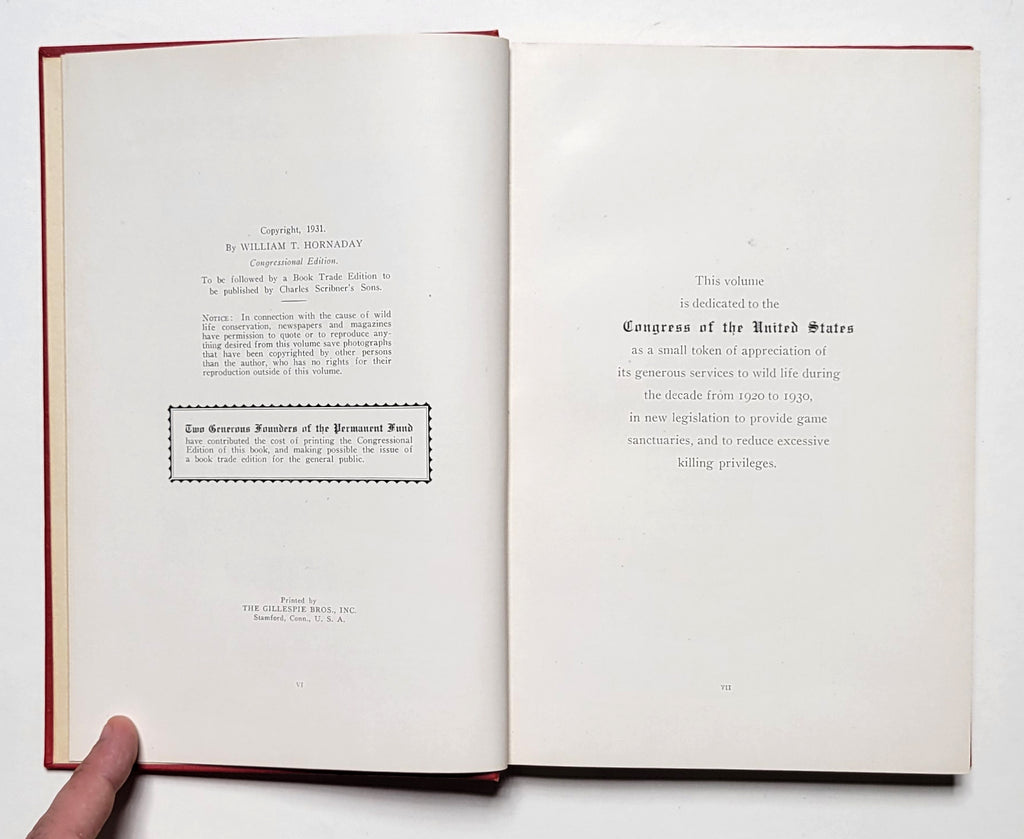 Copyright, 1931.
By WILLIAM T. HORNADAY
Congressional Edition.
To be followed by a Book Trade Edition to
be published by Charles Scribner's Sons.
NOTICE: In connection with the cause of wild
life conservation, newspapers and magazines
have permission to quote or to reproduce any-
thing desired from this volume save photographs
that have been copyrighted by other persons
than the author, who has no rights for their
reproduction outside of this volume.
Two Generous Founders of the Permanent Fund
have contributed the cost of printing the Congressional
Edition of this book, and making possible the issue of
a book trade edition for the general public.
Printed by
THE GILLESPIE BROS., INC.
Stamford, Conn., U. S. A.
VI
This volume
is dedicated to the
Congress of the United States
as a small token of appreciation of
its generous services to wild life during
the decade from 1920 to 1930,
in new legislation to provide game
sanctuaries, and to reduce excessive
killing privileges.
VII